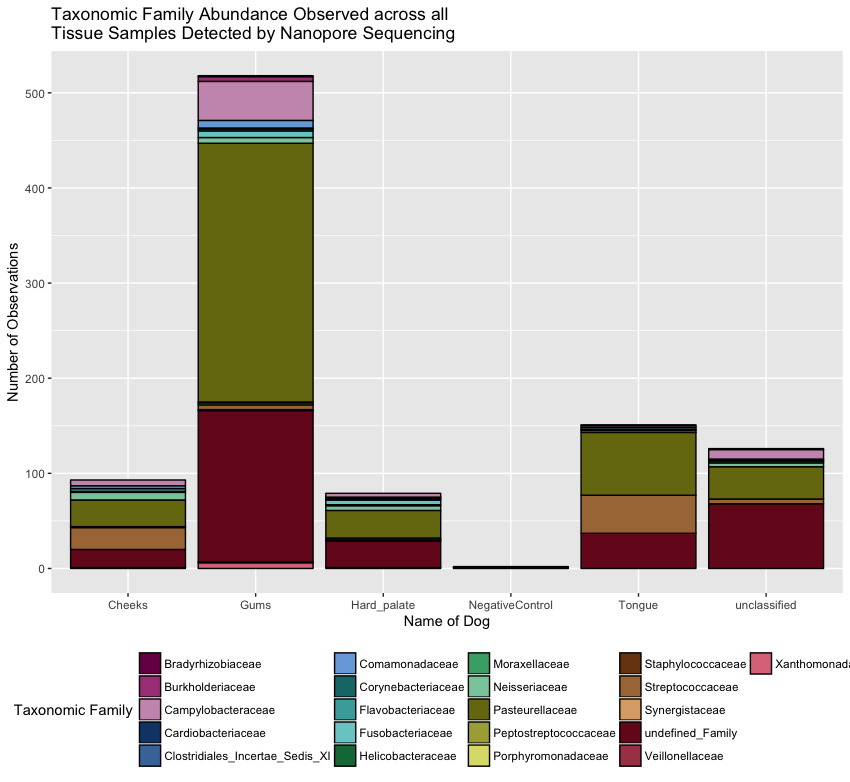 Taxonomic Family Abundance Observed across all
Tissue Samples Detected by Nanopore Sequencing
Number of Observations
500
400
300
200
100
0
Cheeks Gums Hard_palate NegativeControl Tongue unclassified
Name of Dog
Taxonomic Family
Bradyrhizobiaceae
Burkholderiaceae
Campylobacteraceae
Cardiobacteriaceae
Clostridiales_Incertae_Sedis_XI
Comamonadaceae
Corynebacteriaceae
Flavobacteriaceae
Fusobacteriaceae
Helicobacteraceae
Moraxellaceae
Neisseriaceae
Pasteurellaceae
Peptostreptococcaceae
Porphyromonadaceae
Staphylococcaceae
Streptococcaceae
Synergistaceae
undefined_Family
Veillonellaceae